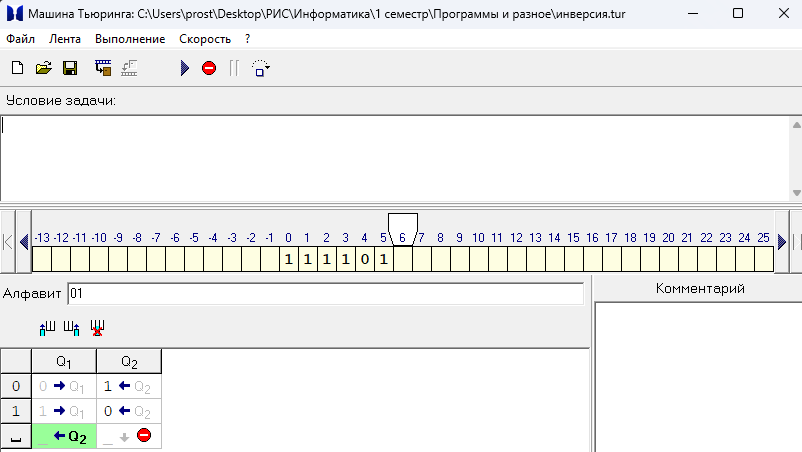 Машина Тьюринга: C:\Users\prost\Desktop\РИС\Информатика\1 семестр\Программы и разное\инверсия.tur
Файл Лента Выполнение Скорость ?
Условие задачи:
-13 -12 -11 -10 -9 -8 -7 -6 -5 -4 -3 -2 -1 0 1 2 3 4 5 6 7 8 9 10 11 12 13 14 15 16 17 18 19 20 21 22 23 24 25
1 1 1 1 0 1
Алфавит 01
Комментарий
Q1 Q2
0 0 → Q1 1 ← Q2
1 1 → Q1 0 ← Q2
␣ _ ← Q2 _ ↓